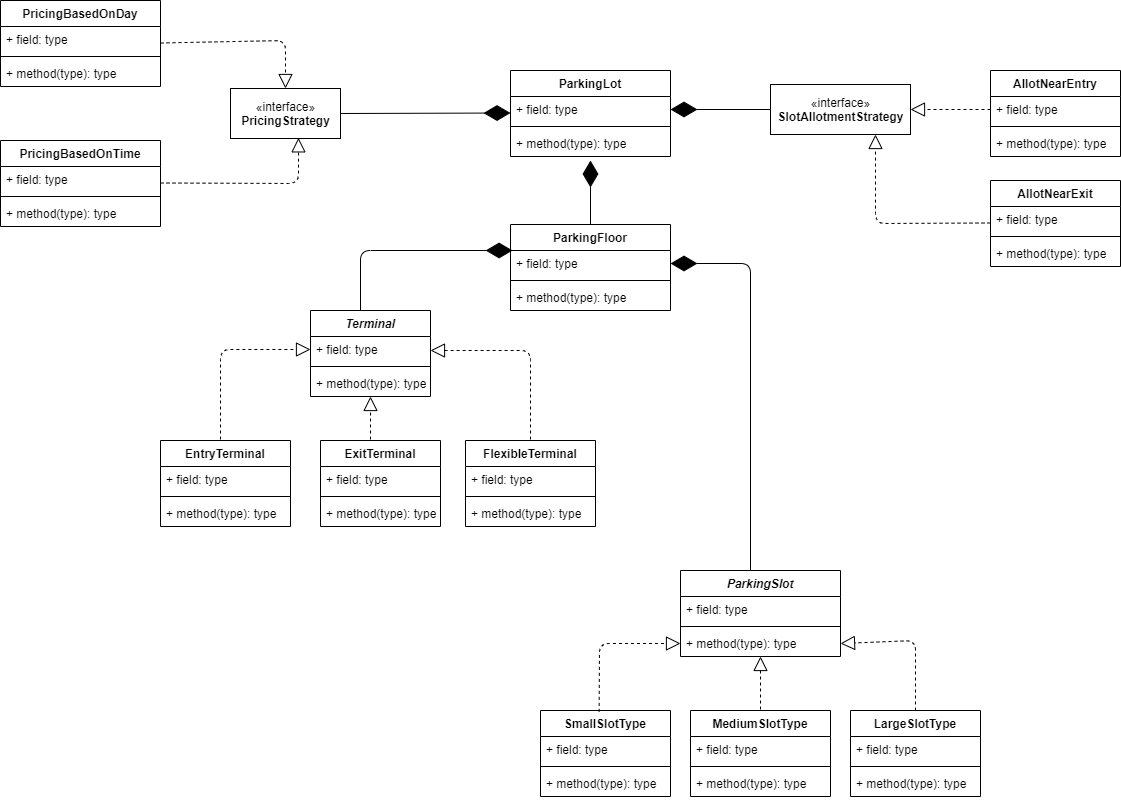 PricingBasedOnDay
+ field: type
+ method(type): type
«interface»
PricingStrategy
PricingBasedOnTime
+ field: type
+ method(type): type
ParkingLot
+ field: type
+ method(type): type
«interface»
SlotAllotmentStrategy
AllotNearEntry
+ field: type
+ method(type): type
AllotNearExit
+ field: type
+ method(type): type
ParkingFloor
+ field: type
+ method(type): type
Terminal
+ field: type
+ method(type): type
EntryTerminal
+ field: type
+ method(type): type
ExitTerminal
+ field: type
+ method(type): type
FlexibleTerminal
+ field: type
+ method(type): type
ParkingSlot
+ field: type
+ method(type): type
SmallSlotType
+ field: type
+ method(type): type
MediumSlotType
+ field: type
+ method(type): type
LargeSlotType
+ field: type
+ method(type): type